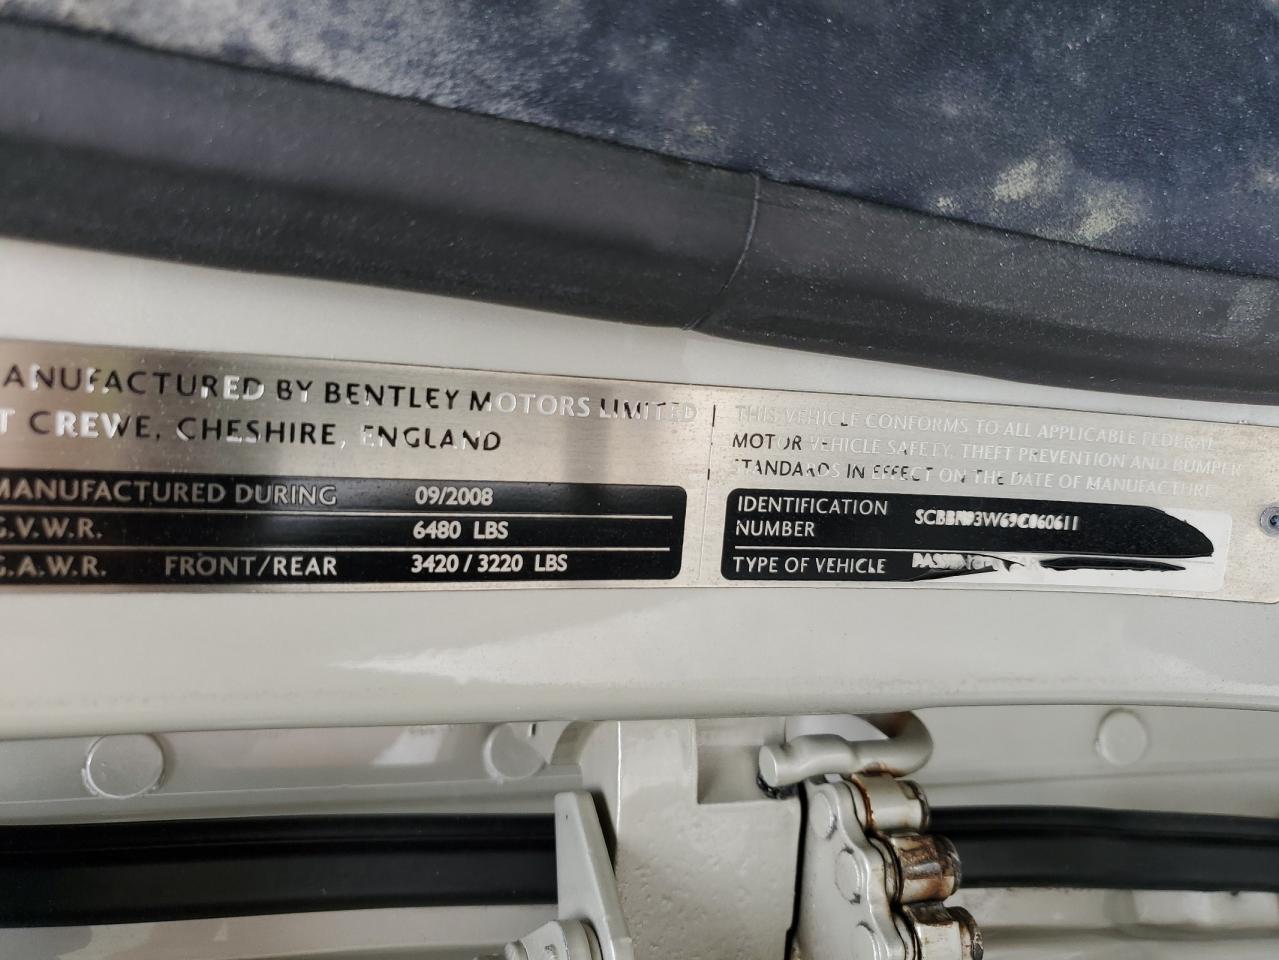 ANUFACTURED BY BENTLEY MOTORS LIMITED
T CREWE, CHESHIRE, ENGLAND
MANUFACTURED DURING 09/2008
G.V.W.R. 6480 LBS
G.A.W.R. FRONT/REAR 3420 / 3220 LBS
THIS VEHICLE CONFORMS TO ALL APPLICABLE FEDERAL
MOTOR VEHICLE SAFETY, THEFT PREVENTION AND BUMPER
STANDARDS IN EFFECT ON THE DATE OF MANUFACTURE
IDENTIFICATION
NUMBER
TYPE OF VEHICLE